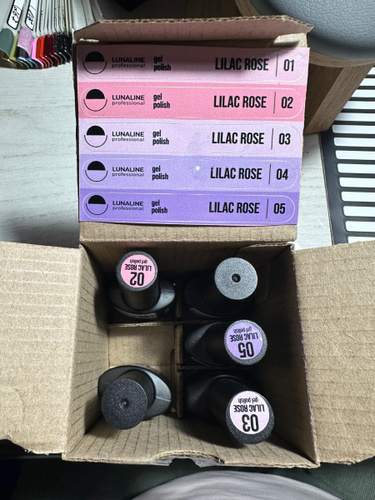 LUNALINE
professional
gel
polish
LILAC ROSE | 01
LUNALINE
professional
gel
polish
LILAC ROSE | 02
LUNALINE
professional
gel
polish
LILAC ROSE | 03
LUNALINE
professional
gel
polish
LILAC ROSE | 04
LUNALINE
professional
gel
polish
LILAC ROSE | 05
LILAC ROSE
gel polish
02
LILAC ROSE
gel polish
05
LILAC ROSE
gel polish
03